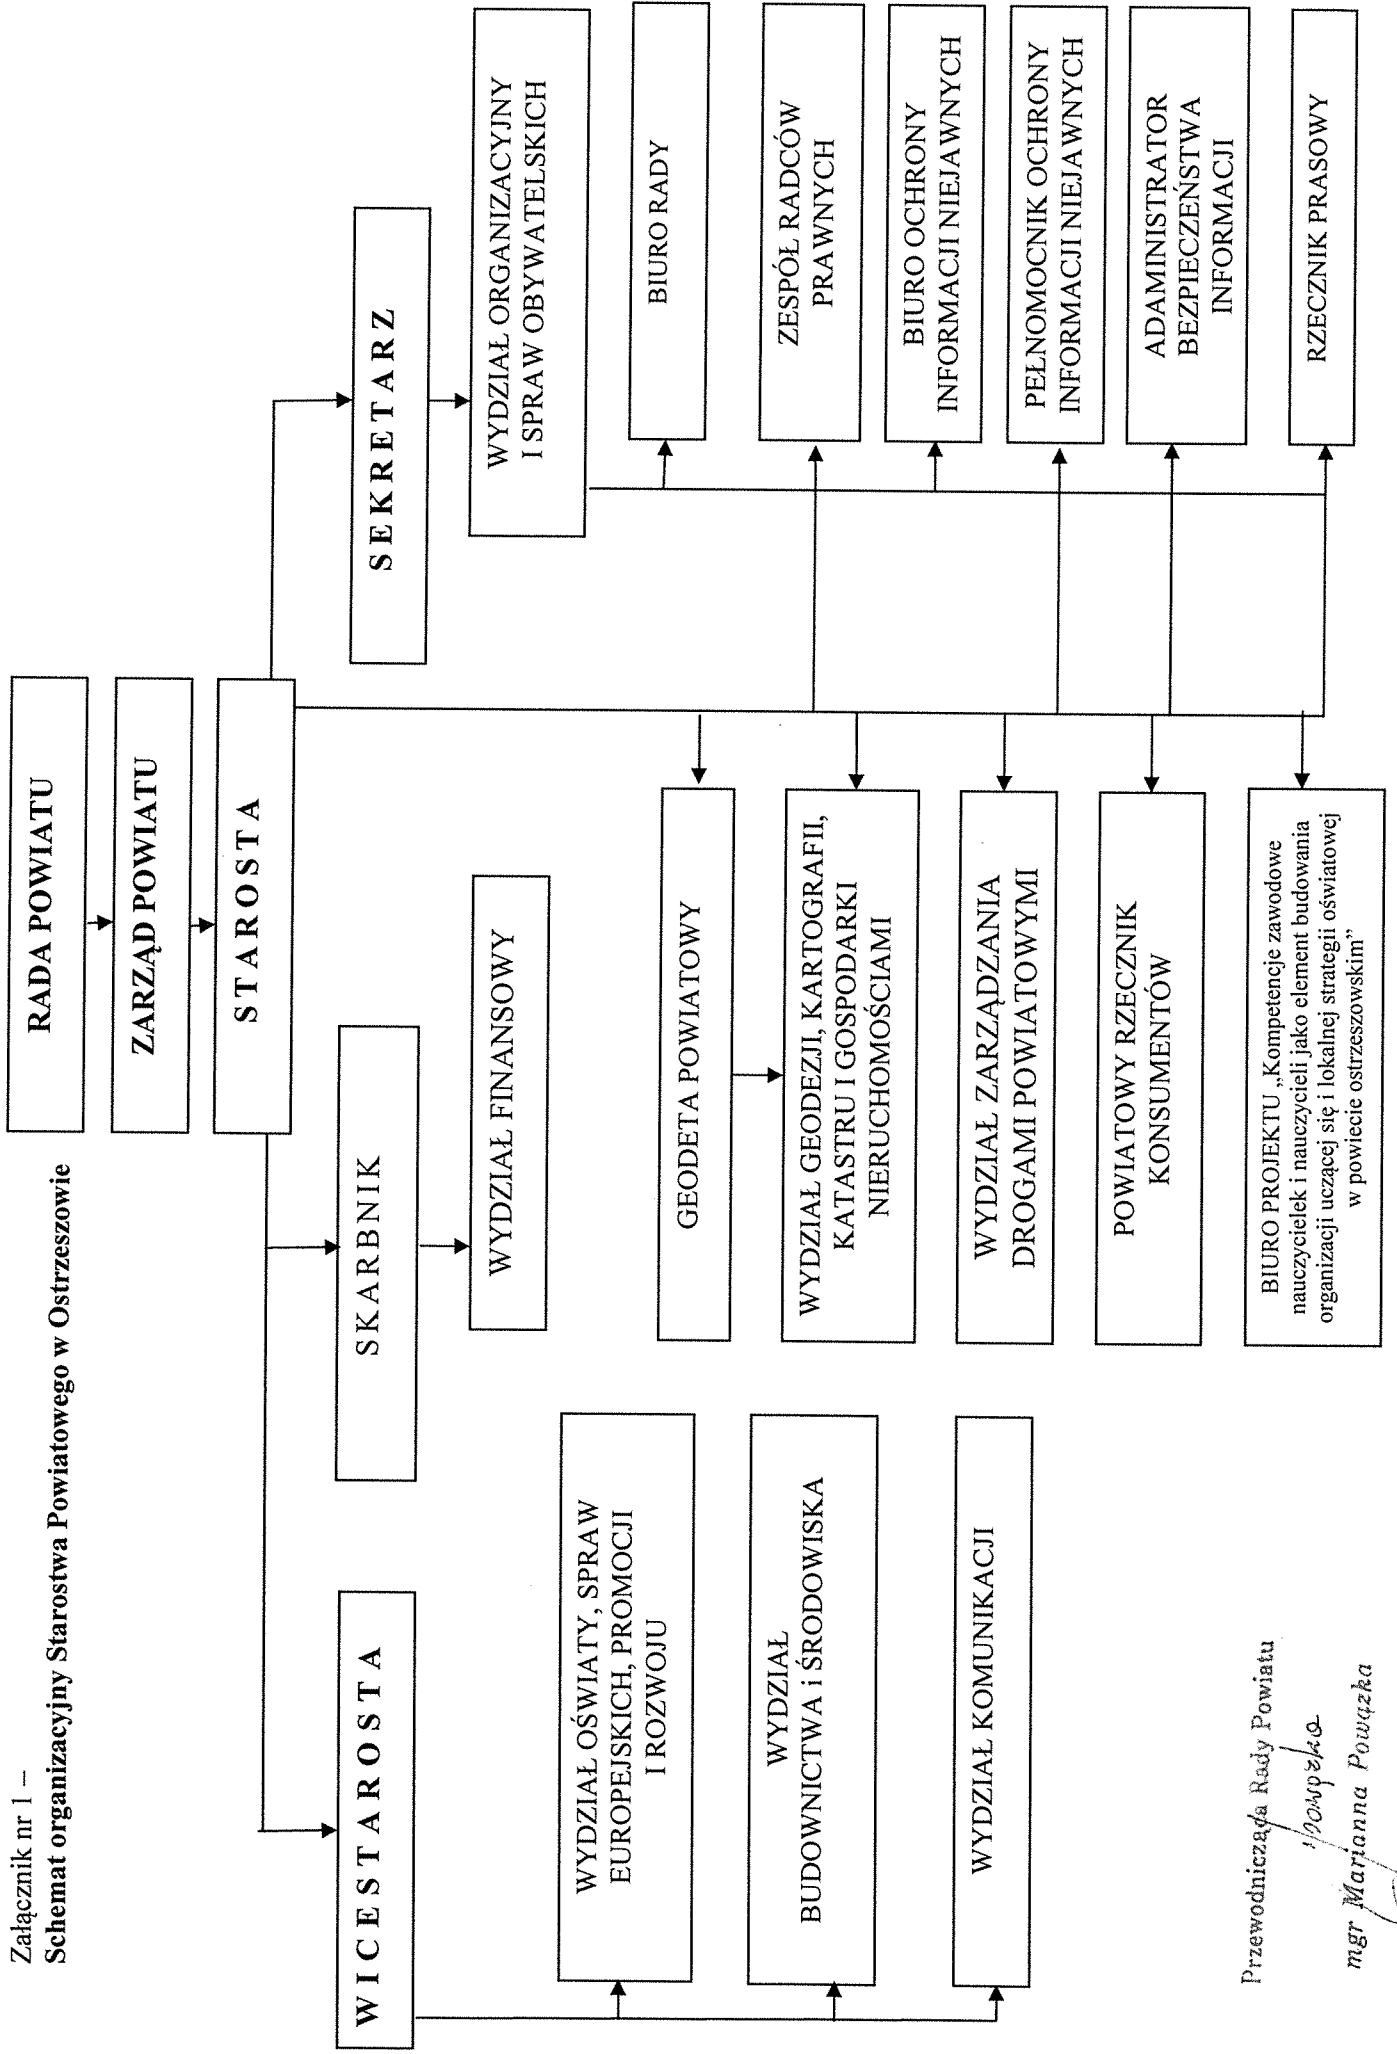 Załącznik nr 1 –
Schemat organizacyjny Starostwa Powiatowego w Ostrzeszowie
RADA POWIATU
ZARZĄD POWIATU
STAROSTA
WICESTAROSTA
SKARBNIK
SEKRETARZ
WYDZIAŁ OŚWIATY, SPRAW
EUROPEJSKICH, PROMOCJI
I ROZWOJU
WYDZIAŁ
BUDOWNICTWA i ŚRODOWISKA
WYDZIAŁ KOMUNIKACJI
WYDZIAŁ FINANSOWY
GEODETA POWIATOWY
WYDZIAŁ GEODEZJI, KARTOGRAFII,
KATASTRU I GOSPODARKI
NIERUCHOMOŚCIAMI
WYDZIAŁ ZARZĄDZANIA
DROGAMI POWIATOWYMI
POWIATOWY RZECZNIK
KONSUMENTÓW
BIURO PROJEKTU „Kompetencje zawodowe
nauczycielek i nauczycieli jako element budowania
organizacji uczącej się i lokalnej strategii oświatowej
w powiecie ostrzeszowskim”
WYDZIAŁ ORGANIZACYJNY
I SPRAW OBYWATELSKICH
BIURO RADY
ZESPÓŁ RADCÓW
PRAWNYCH
BIURO OCHRONY
INFORMACJI NIEJAWNYCH
PEŁNOMOCNIK OCHRONY
INFORMACJI NIEJAWNYCH
ADAMINISTRATOR
BEZPIECZEŃSTWA
INFORMACJI
RZECZNIK PRASOWY
Przewodnicząca Rady Powiatu
Powązka
mgr Marianna Powązka